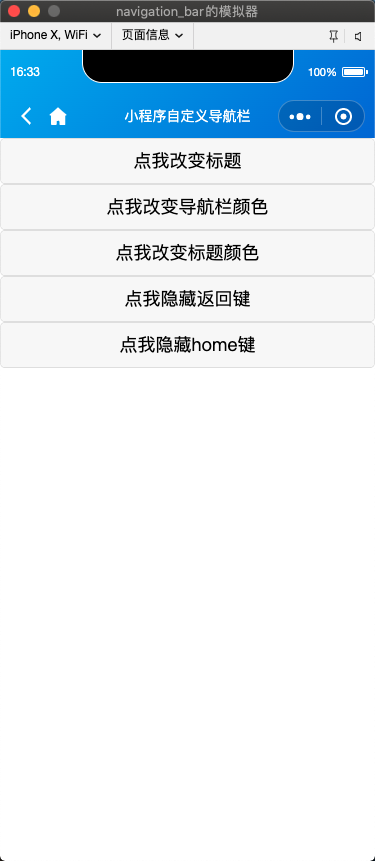 navigation_bar的模拟器
iPhone X, WiFi 页面信息
16:33 100%
小程序自定义导航栏
点我改变标题
点我改变导航栏颜色
点我改变标题颜色
点我隐藏返回键
点我隐藏home键